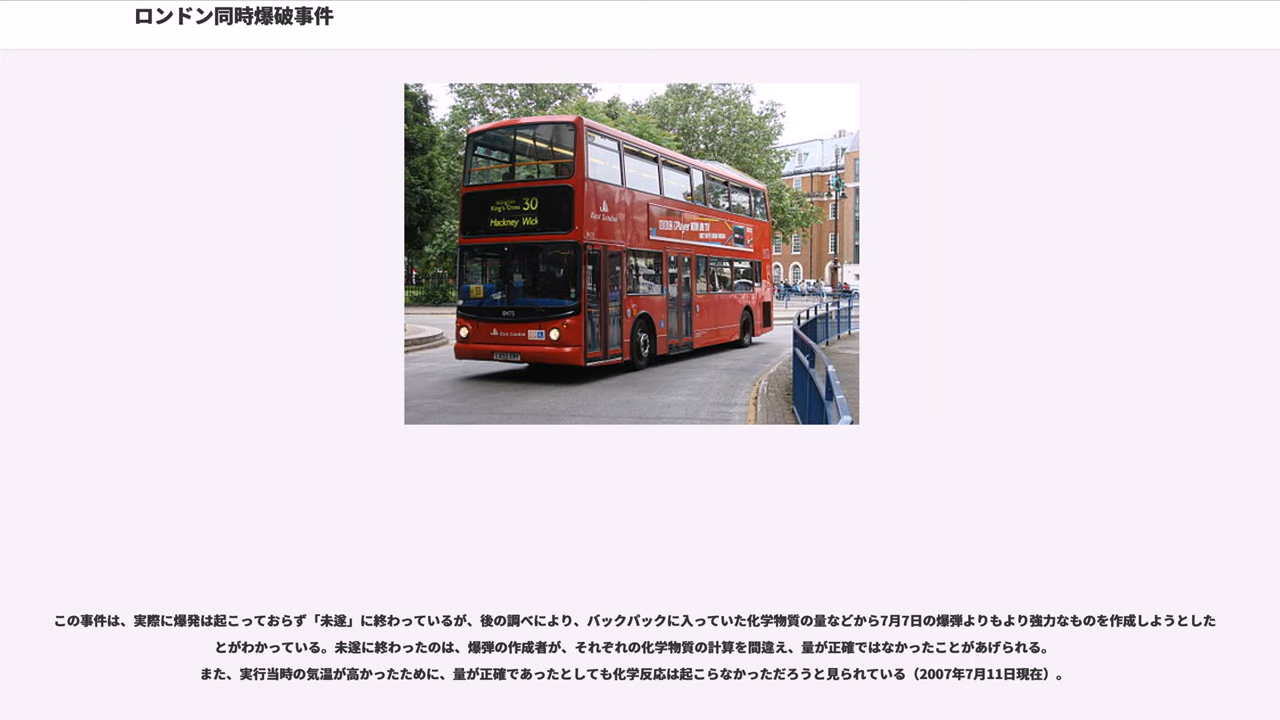 ロンドン同時爆破事件
King's Cross 30
Hackney Wick
East London
East London
この事件は、実際に爆発は起こっておらず「未遂」に終わっているが、後の調べにより、バックパックに入っていた化学物質の量などから7月7日の爆弾よりもより強力なものを作成しようとした
とがわかっている。未遂に終わったのは、爆弾の作成者が、それぞれの化学物質の計算を間違え、量が正確ではなかったことがあげられる。
また、実行当時の気温が高かったために、量が正確であったとしても化学反応は起こらなかっただろうと見られている（2007年7月11日現在）。